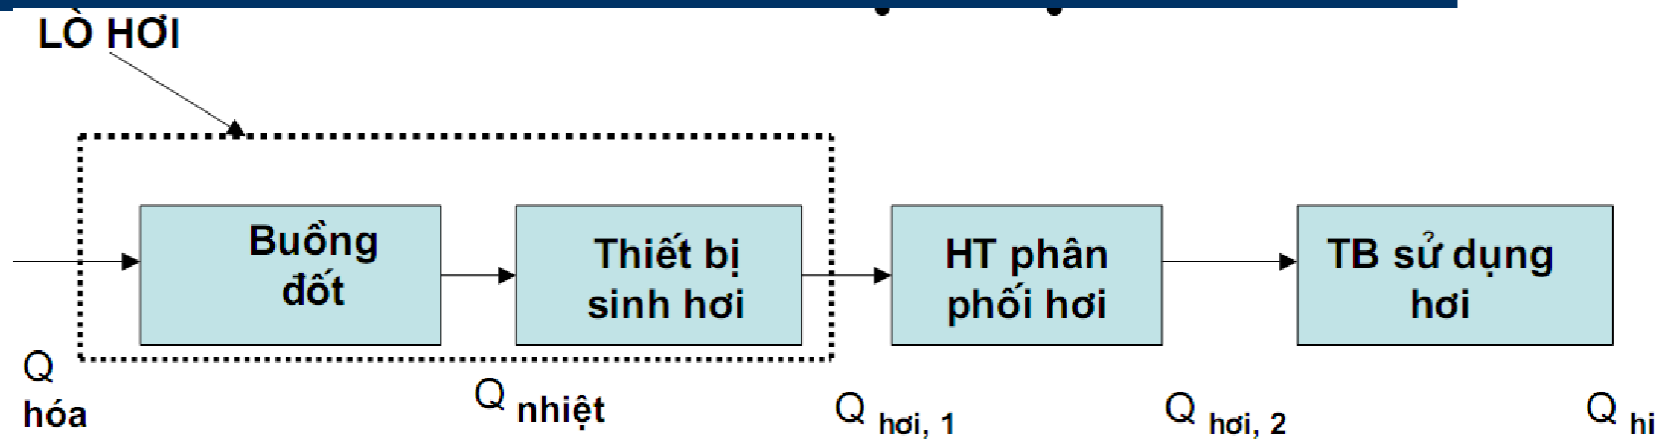 LÒ HƠI
Buồng
đốt
Thiết bị
sinh hơi
HT phân
phối hơi
TB sử dụng
hơi
Q
hóa
Q nhiệt
Q hơi, 1
Q hơi, 2
Q hi